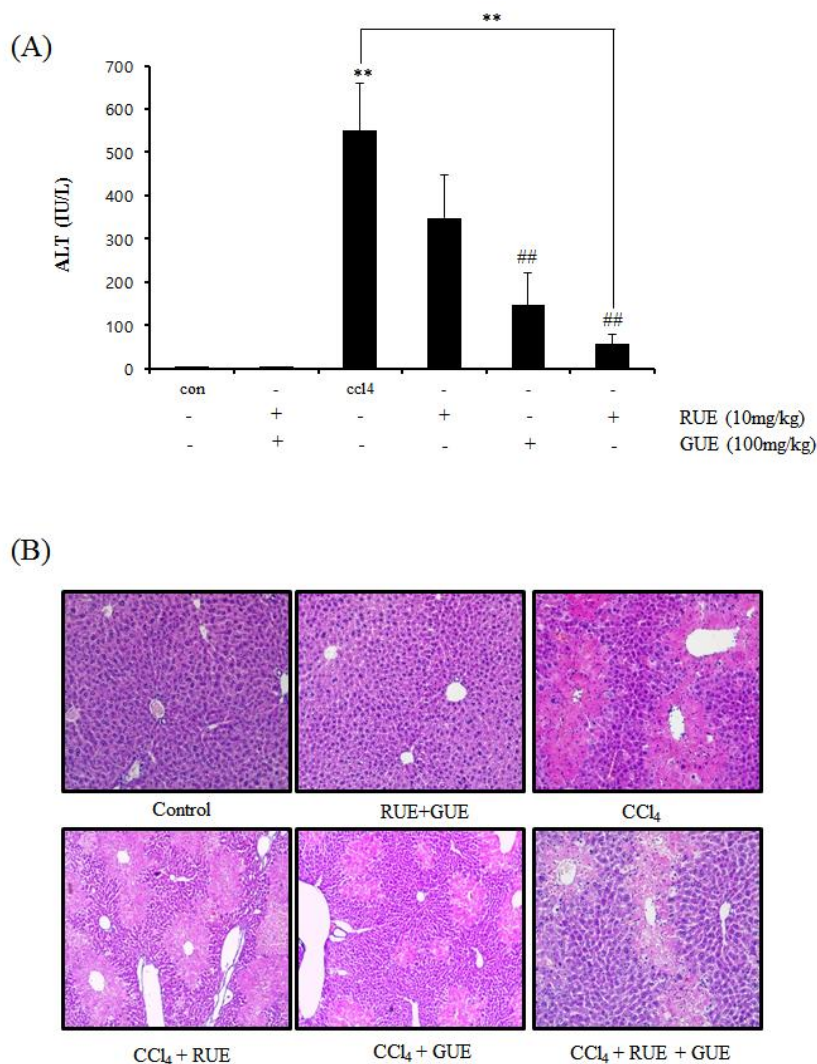 (A)
**
700
600
500
400
300
200
100
0
ALT (IU/L)
**
##
##
con - ccl4 - - -
- + - + - + RUE (10mg/kg)
- + - - + - GUE (100mg/kg)
(B)
Control RUE+GUE CCl4
CCl4 + RUE CCl4 + GUE CCl4 + RUE + GUE